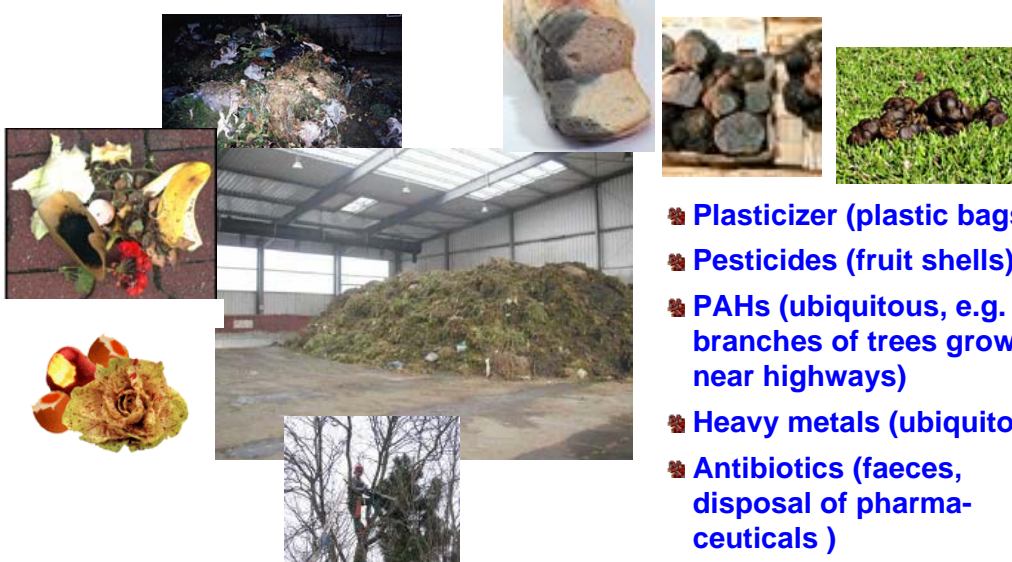 Plasticizer (plastic bags
Pesticides (fruit shells)
PAHs (ubiquitous, e.g.
branches of trees grow
near highways)
Heavy metals (ubiquito
Antibiotics (faeces,
disposal of pharma-
ceuticals )